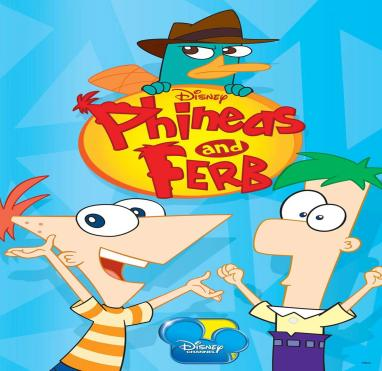 Disney
Phineas
and
Ferb
Disney
CHANNEL